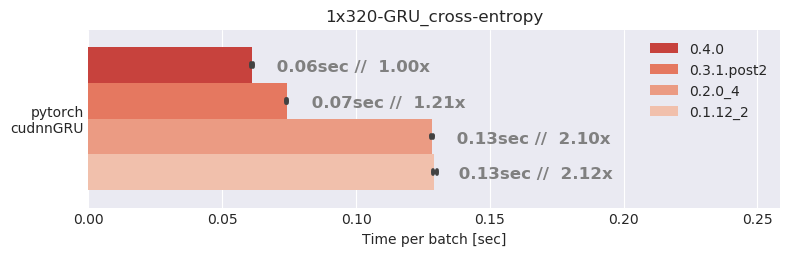 1x320-GRU_cross-entropy
0.06sec // 1.00x
0.07sec // 1.21x
0.13sec // 2.10x
0.13sec // 2.12x
0.4.0
0.3.1.post2
0.2.0_4
0.1.12_2
pytorch
cudnnGRU
0.00 0.05 0.10 0.15 0.20 0.25
Time per batch [sec]